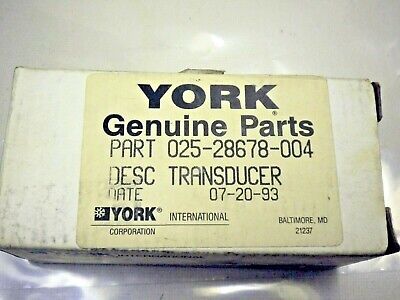 YORK®
Genuine Parts
PART 025-28678-004
DESC TRANSDUCER
DATE 07-20-93
YORK® INTERNATIONAL BALTIMORE, MD
CORPORATION 21237